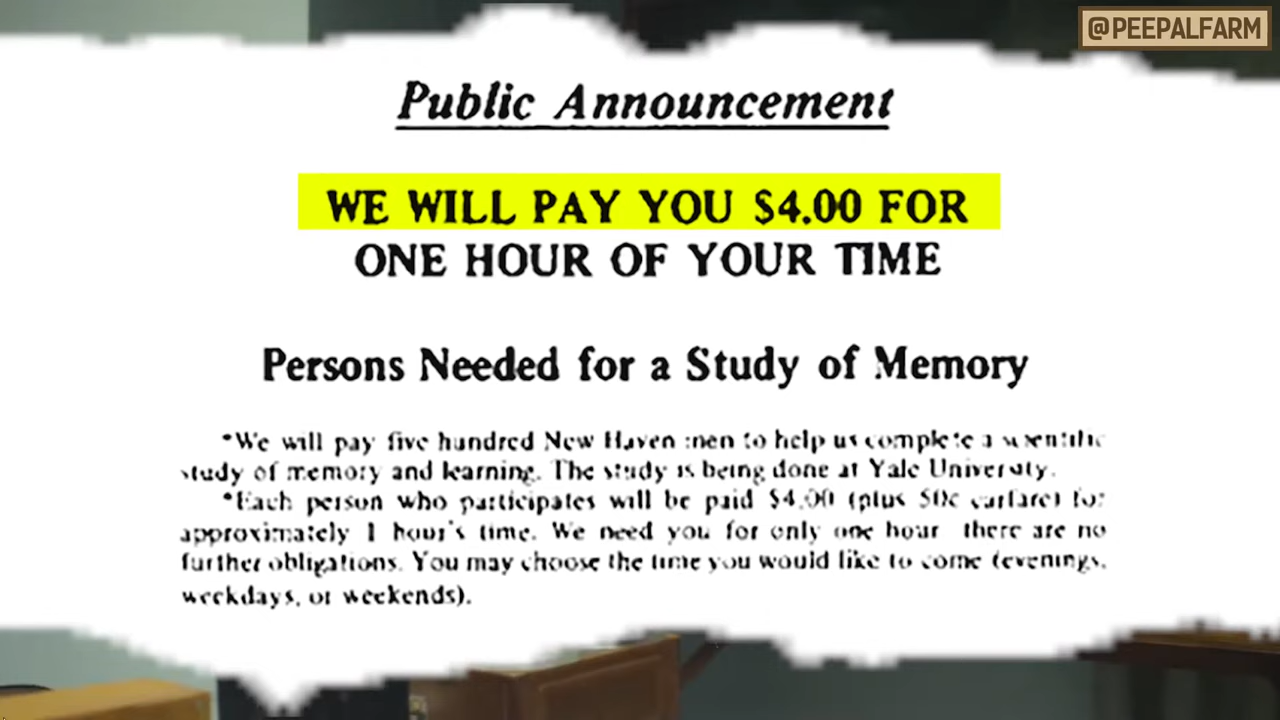 @PEEPALFARM
Public Announcement
WE WILL PAY YOU $4.00 FOR
ONE HOUR OF YOUR TIME
Persons Needed for a Study of Memory
*We will pay five hundred New Haven men to help us complete a scientific
study of memory and learning. The study is being done at Yale University.
*Each person who participates will be paid $4.00 (plus 50c carfare) for
approximately 1 hour's time. We need you for only one hour there are no
further obligations. You may choose the time you would like to come (evenings,
weekdays, or weekends).